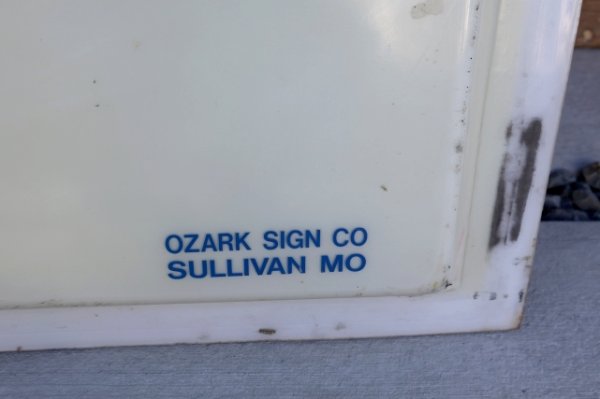 OZARK SIGN CO
SULLIVAN MO